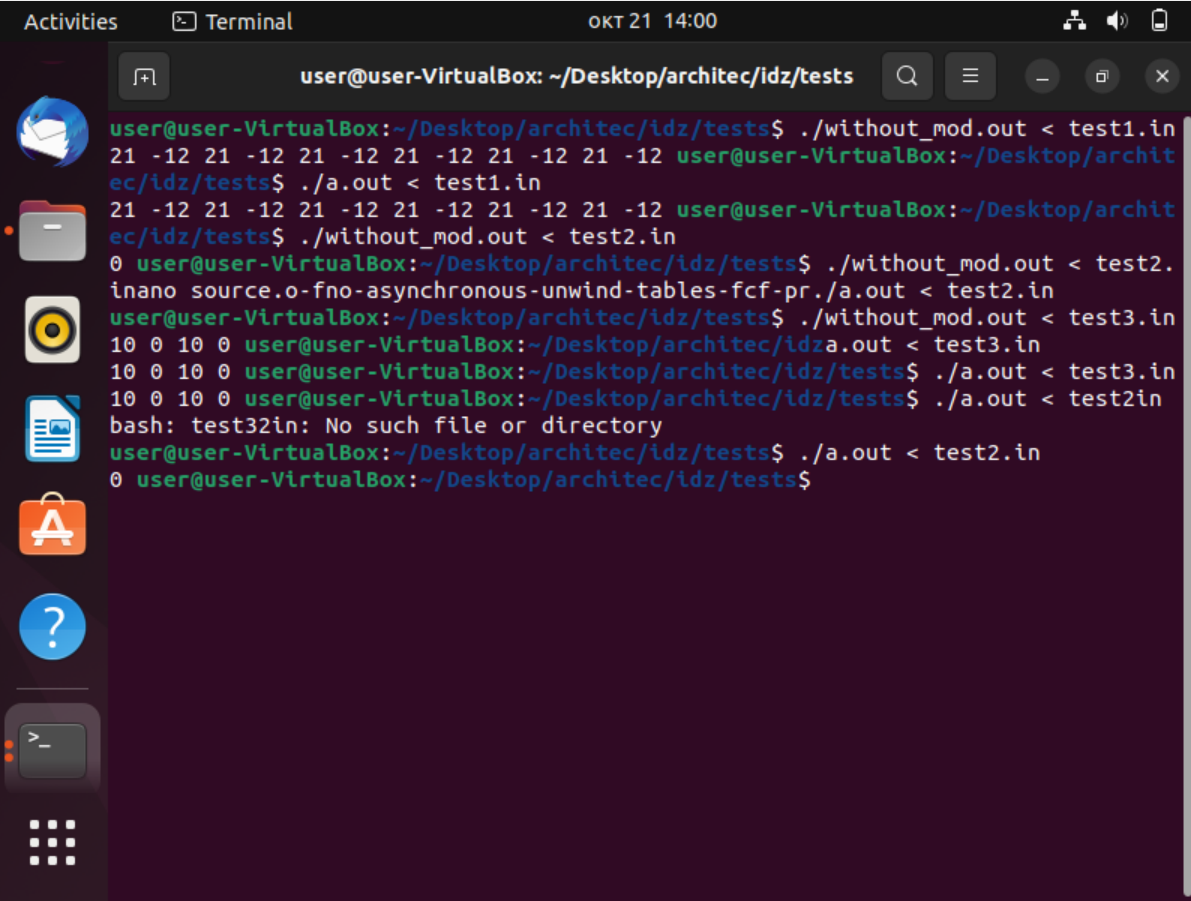 Activities Terminal окт 21 14:00
user@user-VirtualBox: ~/Desktop/architec/idz/tests
user@user-VirtualBox:~/Desktop/architec/idz/tests$ ./without_mod.out < test1.in
21 -12 21 -12 21 -12 21 -12 21 -12 21 -12 user@user-VirtualBox:~/Desktop/archit
ec/idz/tests$ ./a.out < test1.in
21 -12 21 -12 21 -12 21 -12 21 -12 21 -12 user@user-VirtualBox:~/Desktop/archit
ec/idz/tests$ ./without_mod.out < test2.in
0 user@user-VirtualBox:~/Desktop/architec/idz/tests$ ./without_mod.out < test2.
inano source.o-fno-asynchronous-unwind-tables-fcf-pr./a.out < test2.in
user@user-VirtualBox:~/Desktop/architec/idz/tests$ ./without_mod.out < test3.in
10 0 10 0 user@user-VirtualBox:~/Desktop/architec/idza.out < test3.in
10 0 10 0 user@user-VirtualBox:~/Desktop/architec/idz/tests$ ./a.out < test3.in
10 0 10 0 user@user-VirtualBox:~/Desktop/architec/idz/tests$ ./a.out < test2in
bash: test32in: No such file or directory
user@user-VirtualBox:~/Desktop/architec/idz/tests$ ./a.out < test2.in
0 user@user-VirtualBox:~/Desktop/architec/idz/tests$